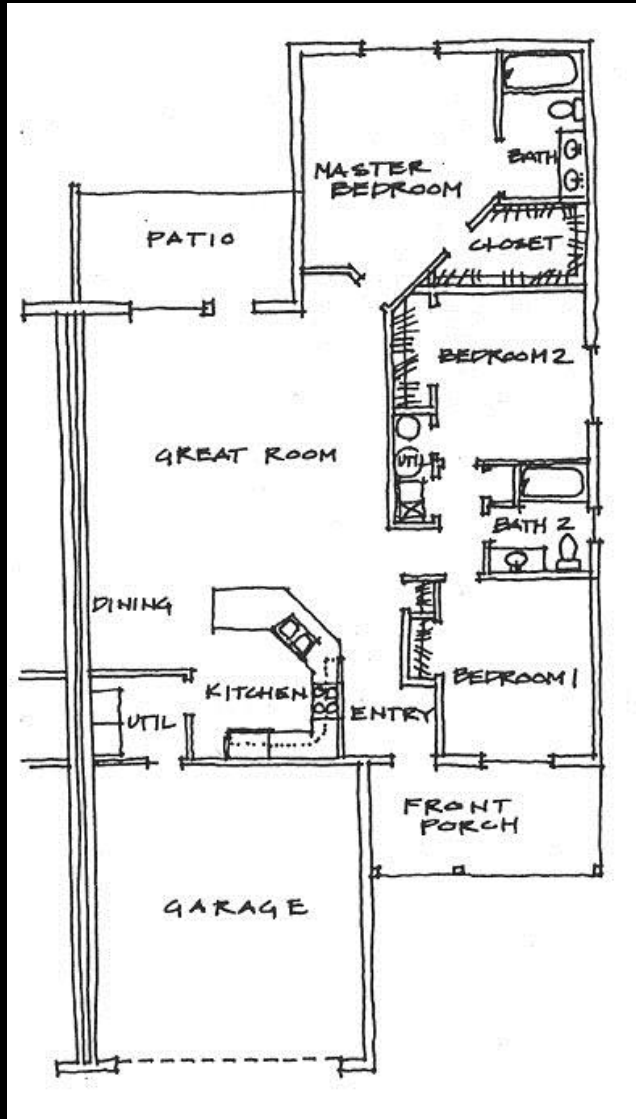 MASTER
BEDROOM
BATH
PATIO
CLOSET
BEDROOM 2
GREAT ROOM
UTIL
BATH 2
DINING
KITCHEN
BEDROOM 1
UTIL
ENTRY
FRONT
PORCH
GARAGE